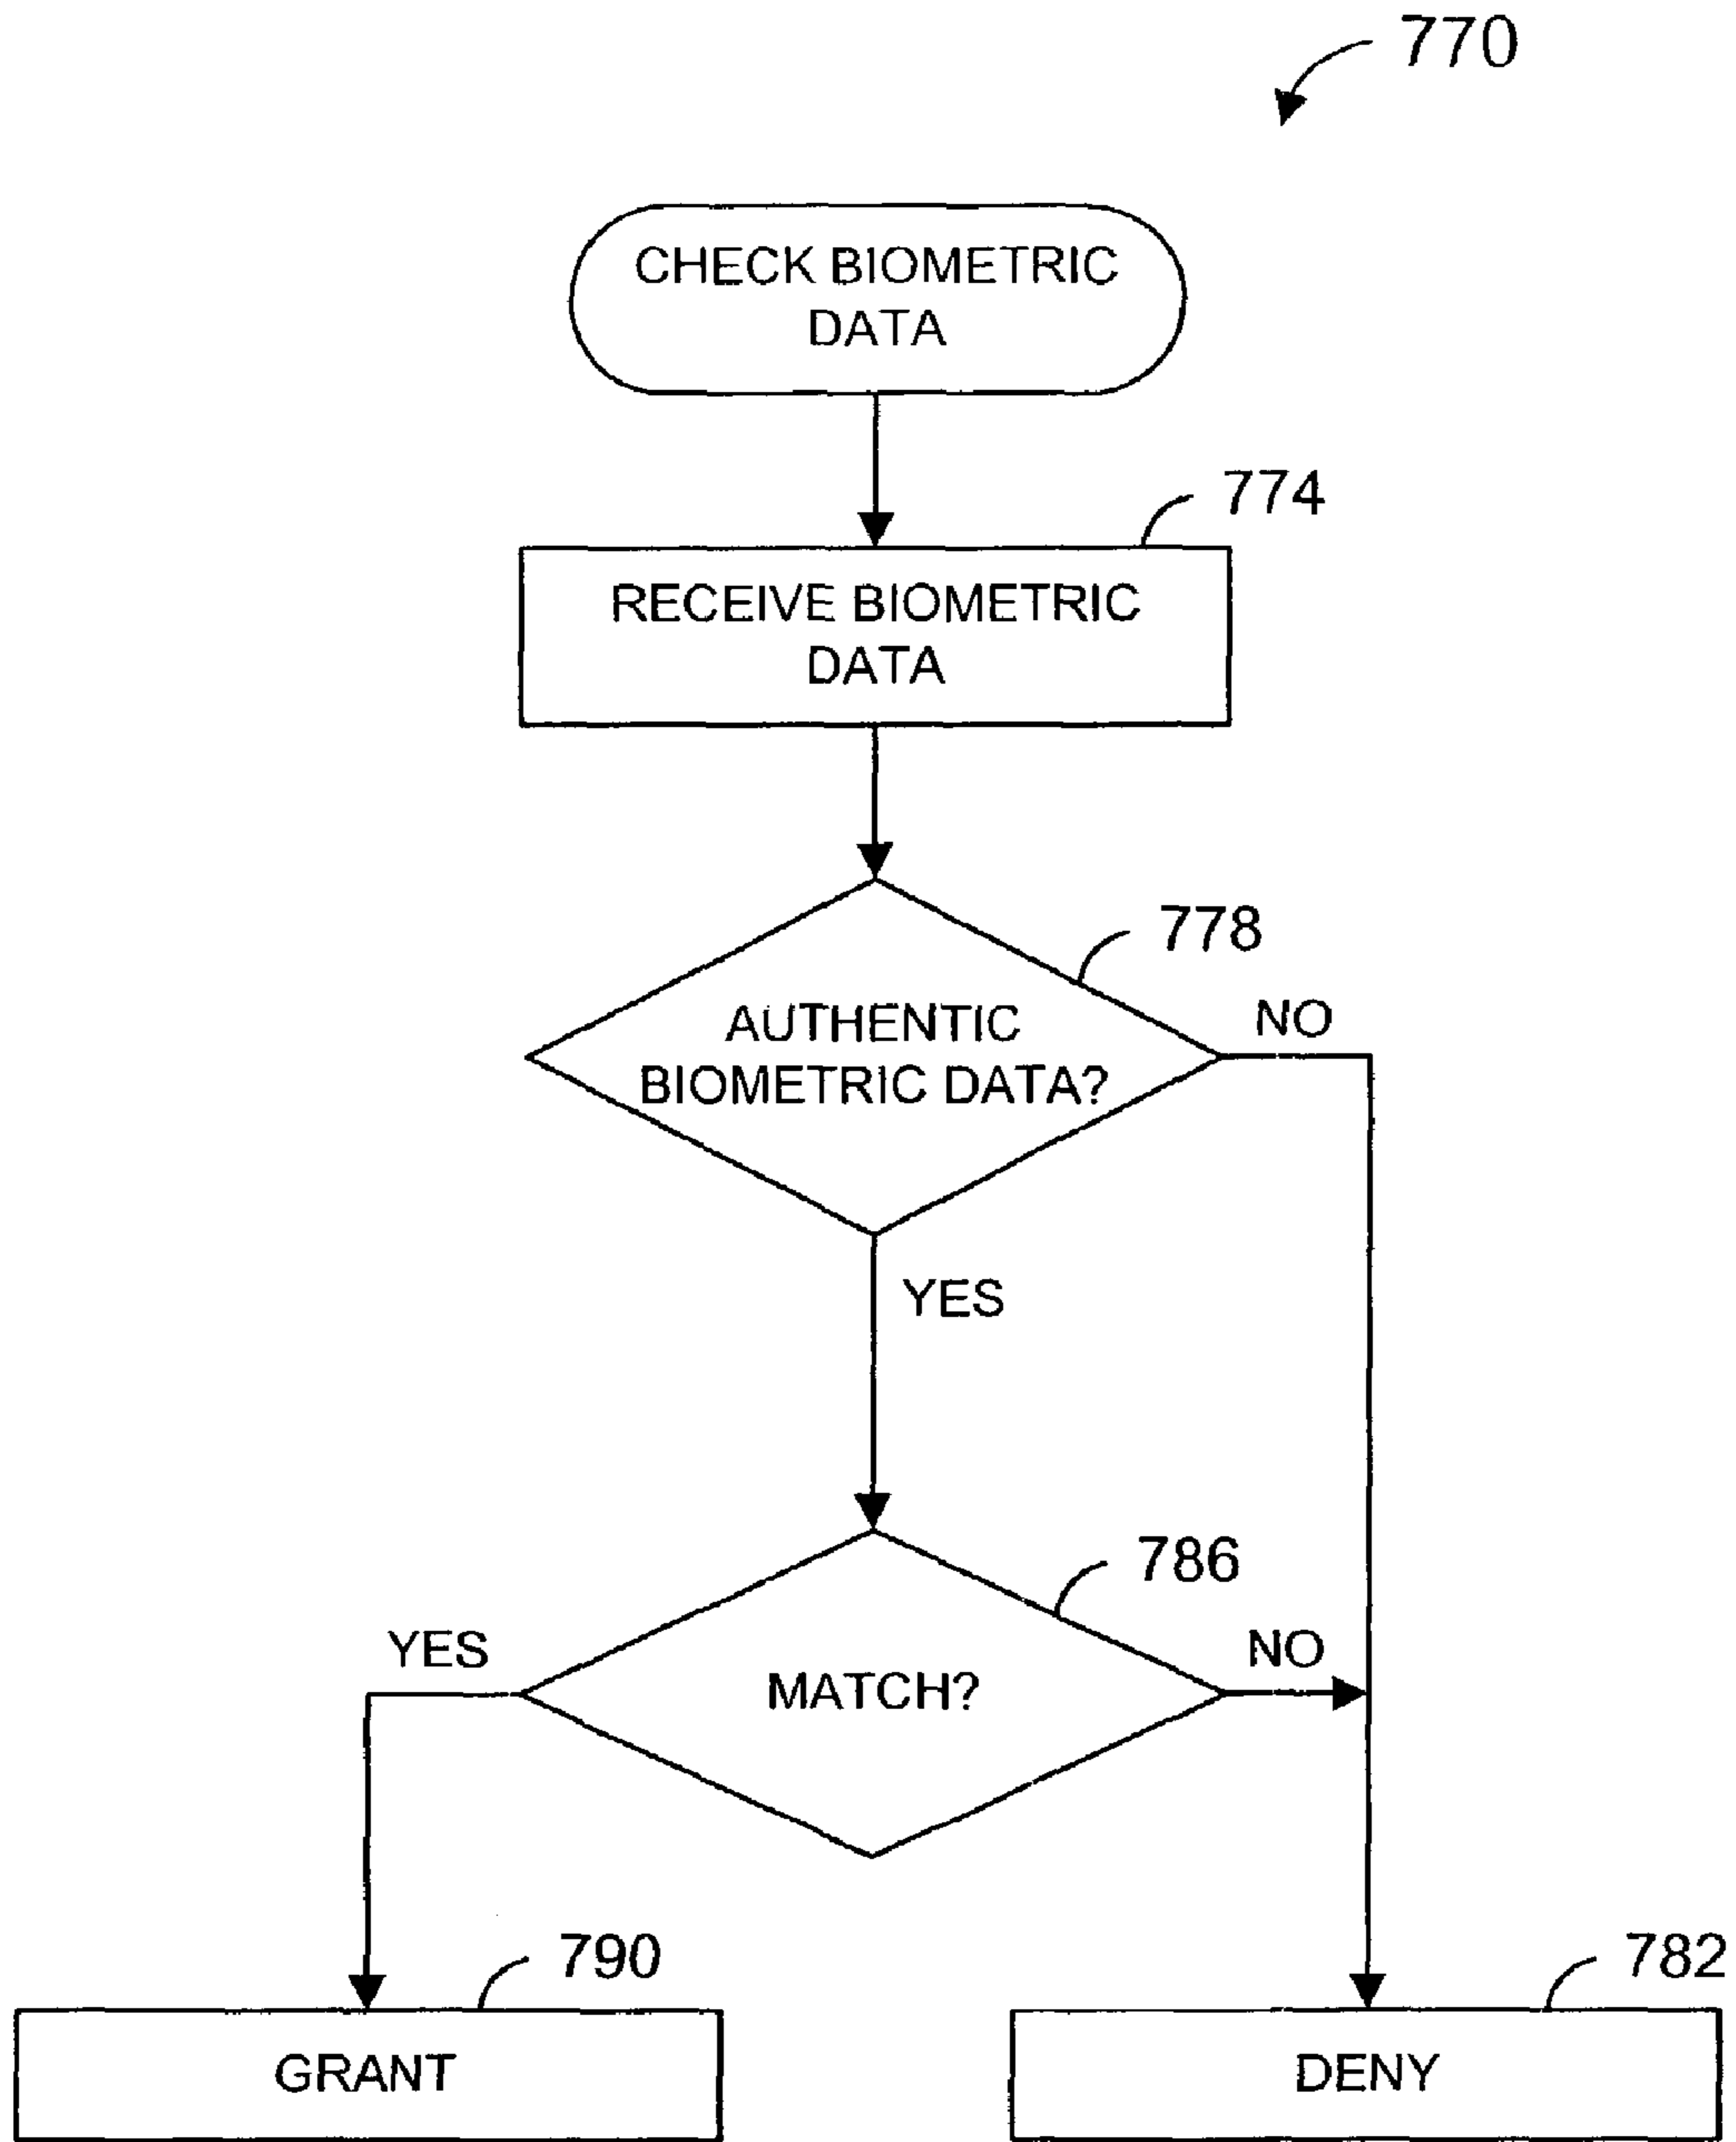 770
CHECK BIOMETRIC
DATA
774
RECEIVE BIOMETRIC
DATA
778
AUTHENTIC
BIOMETRIC DATA?
NO
YES
786
YES
MATCH?
NO
790
GRANT
782
DENY